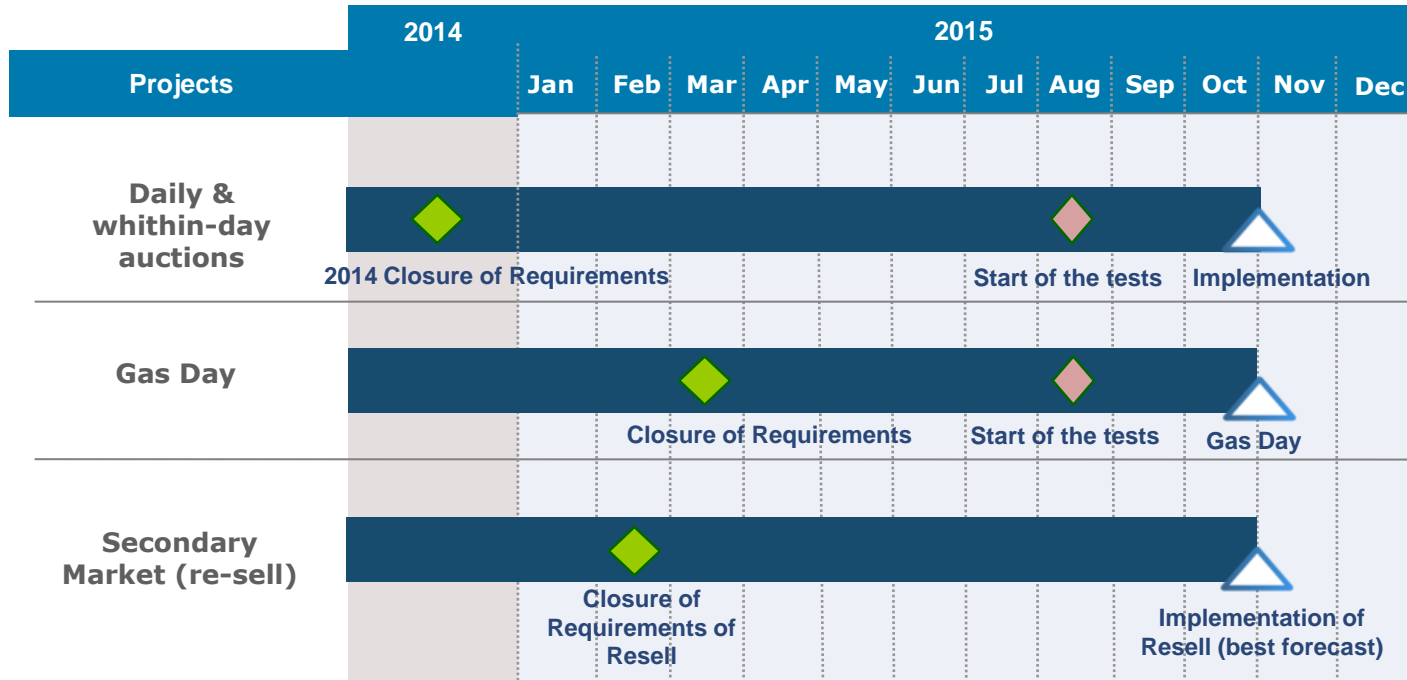 2014 2015
Projects Jan Feb Mar Apr May Jun Jul Aug Sep Oct Nov Dec
Daily &
whithin-day
auctions
2014 Closure of Requirements Start of the tests Implementation
Gas Day
Closure of Requirements Start of the tests Gas Day
Secondary
Market (re-sell)
Closure of
Requirements of
Resell
Implementation of
Resell (best forecast)